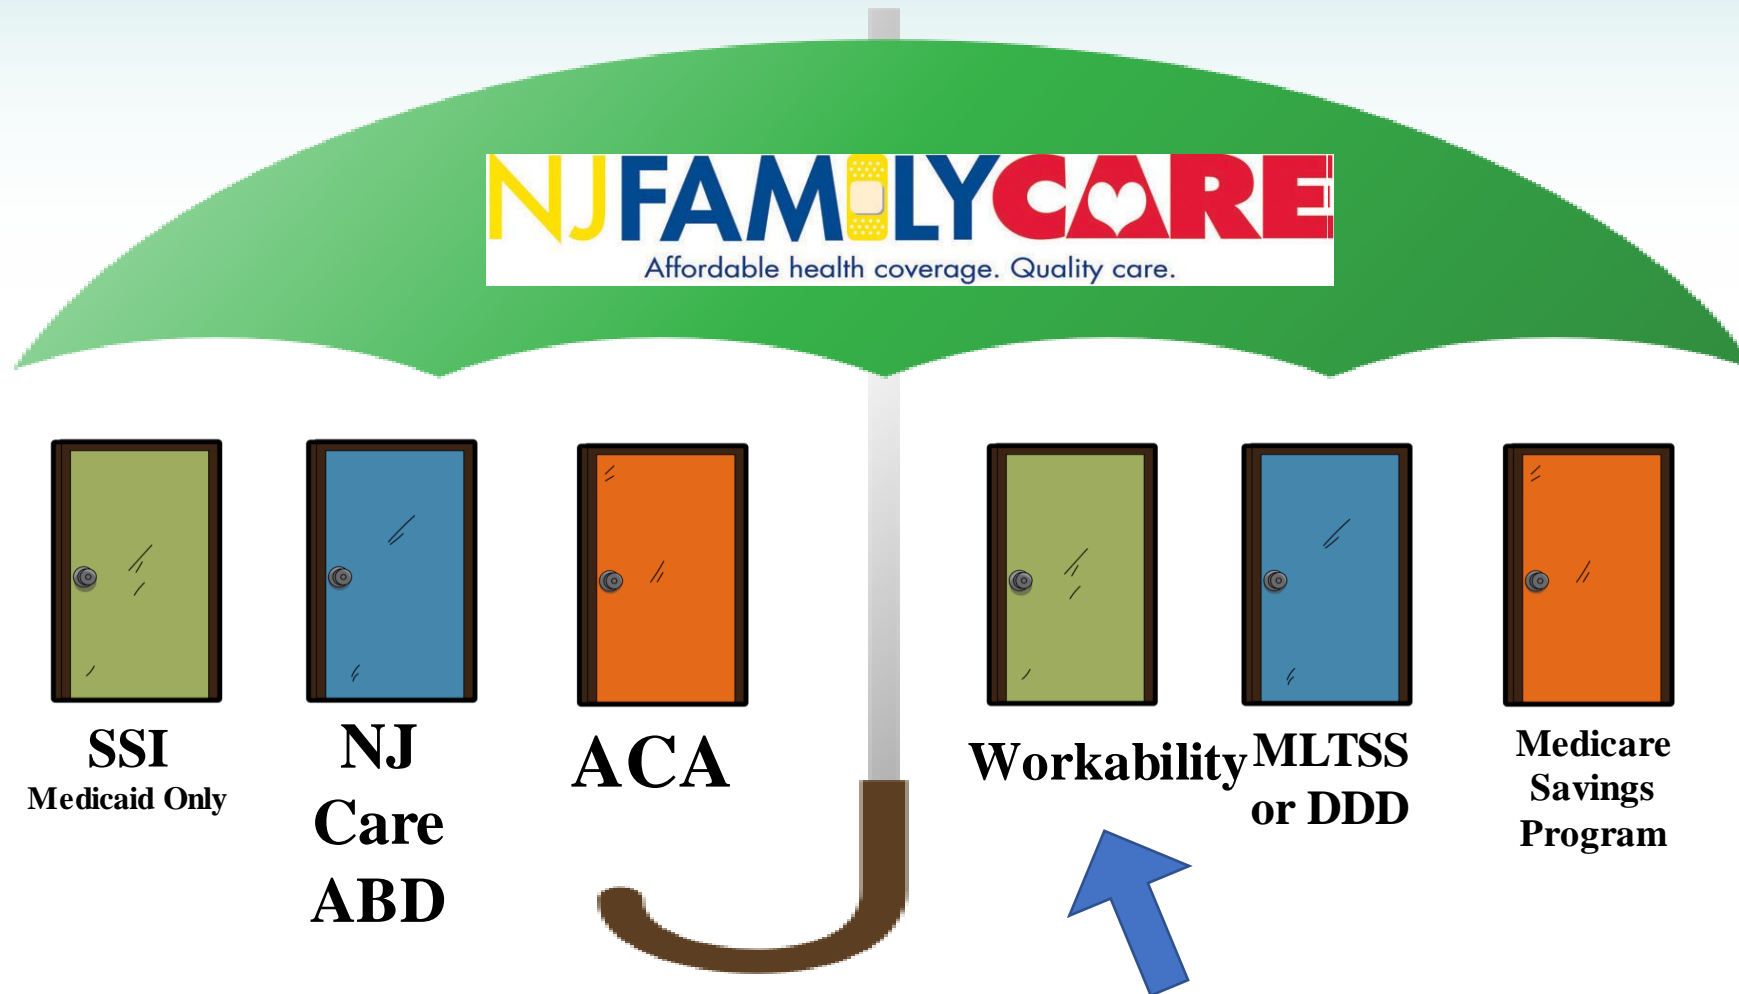 NJFAMILYCARE
Affordable health coverage. Quality care.
SSI
Medicaid Only
NJ
Care
ABD
ACA
Workability
MLTSS
or DDD
Medicare
Savings
Program